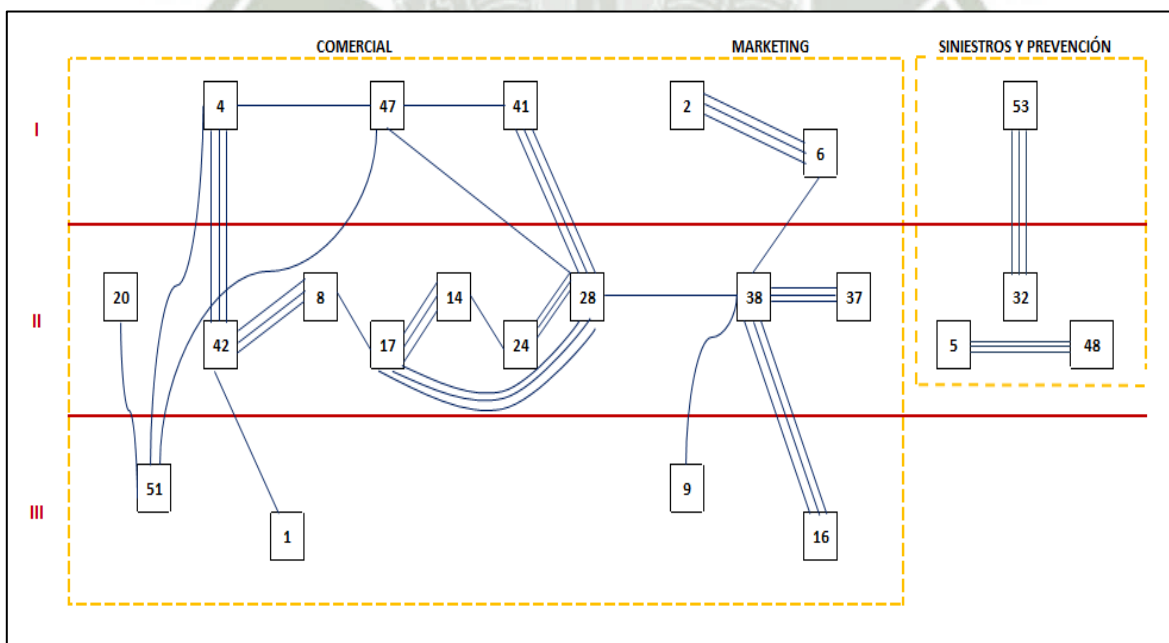 COMERCIAL MARKETING SINIESTROS Y PREVENCIÓN
4 47 41 2 53
I
6
20 8 14 28 38 37 32
II
42 17 24 5 48
51 9
III
1 16